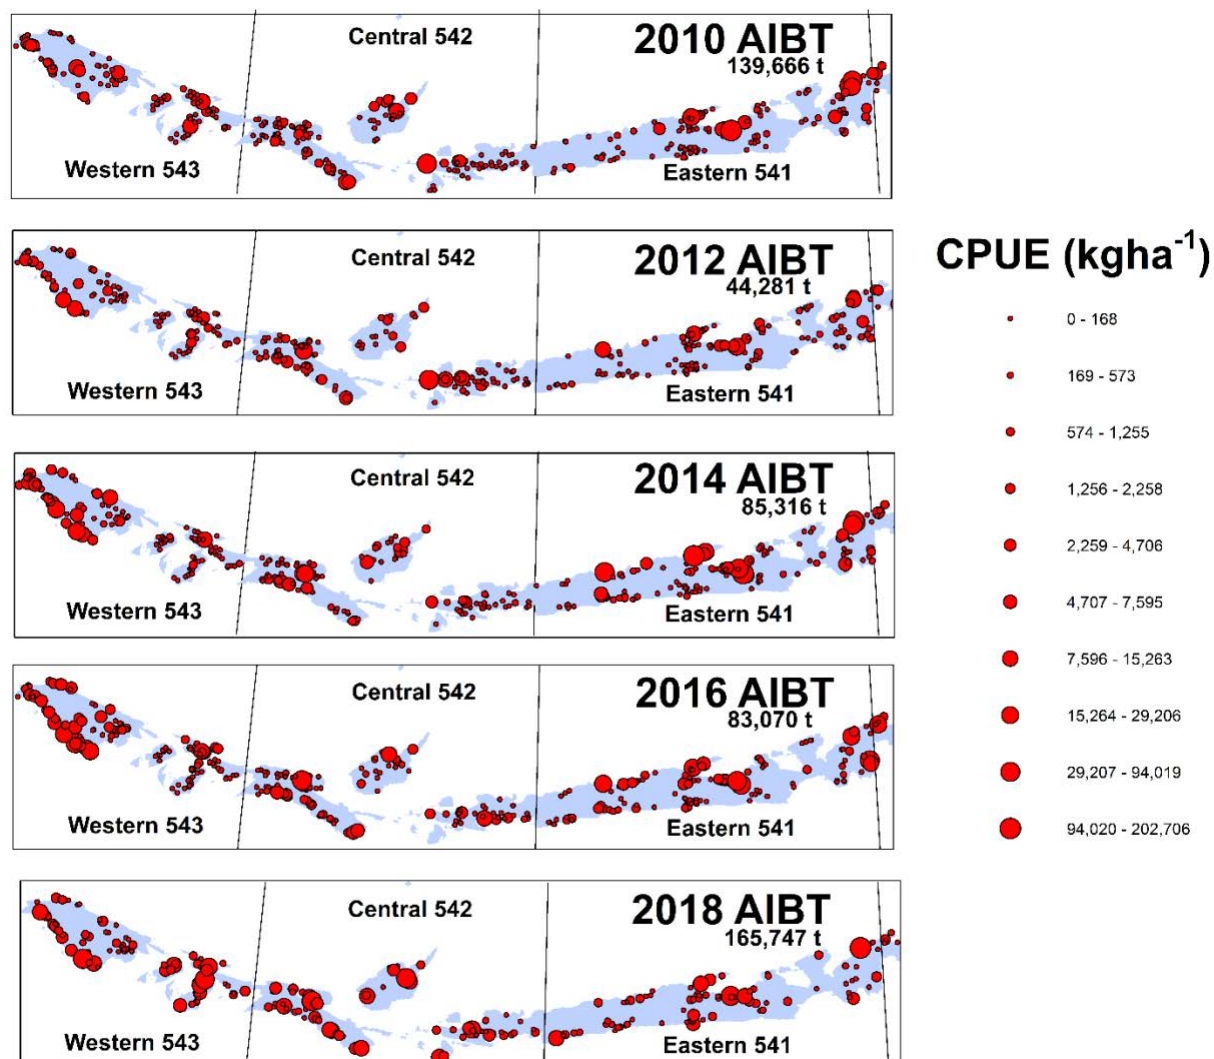 Central 542
2010 AIBT
139,666 t
Western 543
Eastern 541
Central 542
2012 AIBT
44,281 t
Western 543
Eastern 541
Central 542
2014 AIBT
85,316 t
Western 543
Eastern 541
Central 542
2016 AIBT
83,070 t
Western 543
Eastern 541
Central 542
2018 AIBT
165,747 t
Western 543
Eastern 541
CPUE (kgha⁻¹)
0 - 168
169 - 573
574 - 1,255
1,256 - 2,258
2,259 - 4,706
4,707 - 7,595
7,596 - 15,263
15,264 - 29,206
29,207 - 94,019
94,020 - 202,706